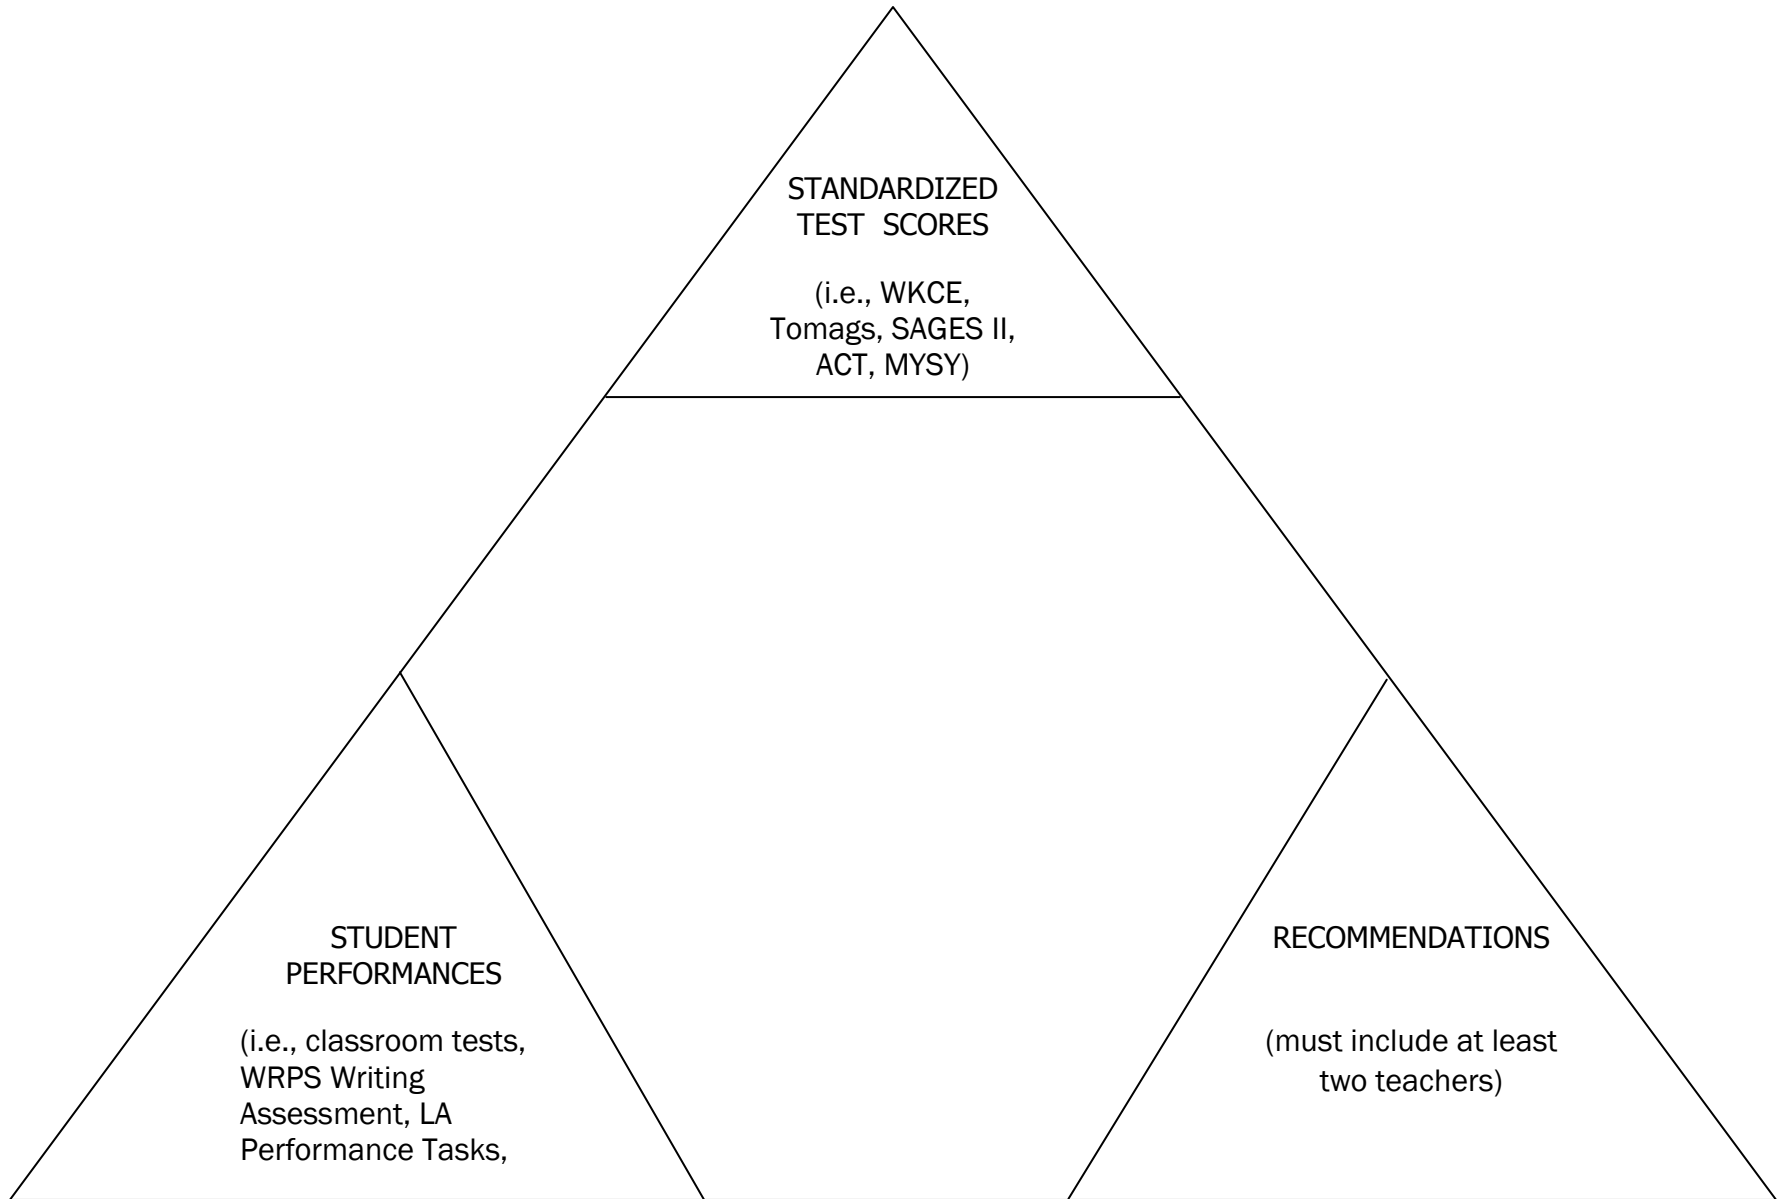 STANDARDIZED
TEST SCORES
(i.e., WKCE,
Tomags, SAGES II,
ACT, MYSY)
STUDENT
PERFORMANCES
(i.e., classroom tests,
WRPS Writing
Assessment, LA
Performance Tasks,
RECOMMENDATIONS
(must include at least
two teachers)